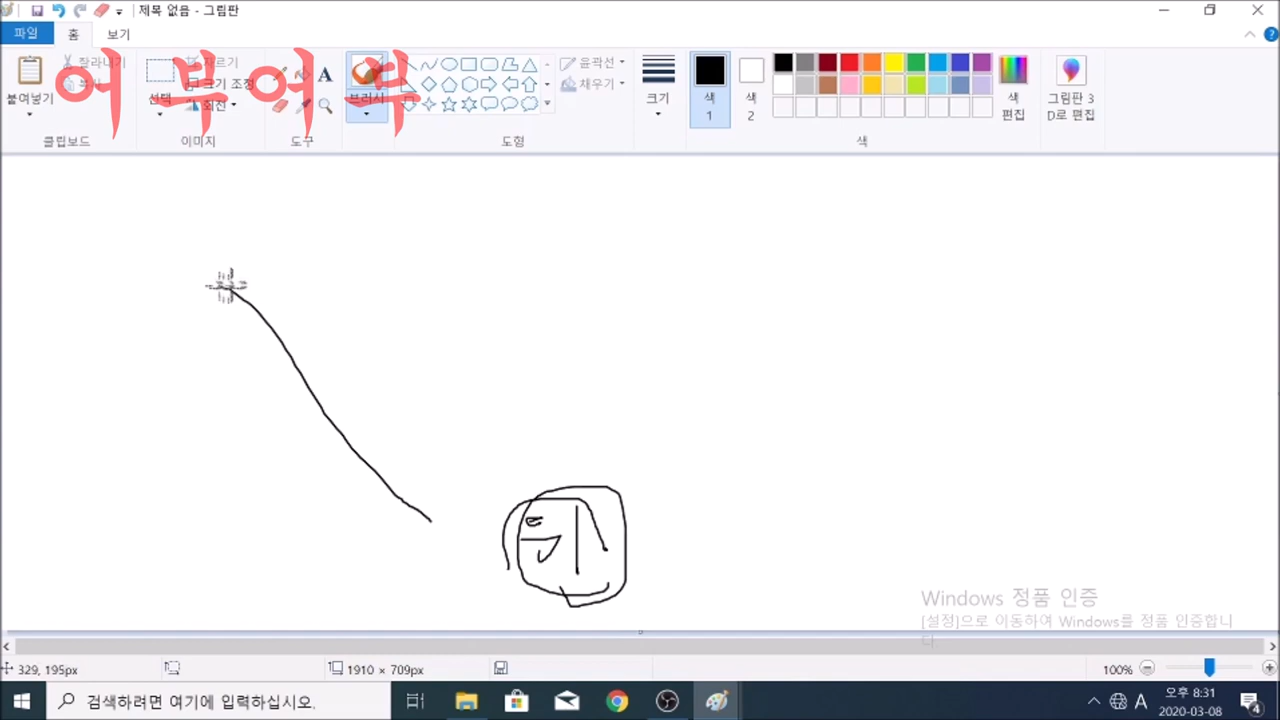 제목 없음 - 그림판
파일 홈 보기
붙여넣기 잘라내기
선택 자르기
크기 조정
회전
브러시
윤곽선
채우기
크기
색
1
색
2
색
편집
그림판 3
D로 편집
클립보드 이미지 도구 도형 색
어부여부
Windows 정품 인증
[설정]으로 이동하여 Windows를 정품 인증합니
다
329, 195px 1910 × 709px 100%
검색하려면 여기에 입력하십시오.
A
오후 8:31
2020-03-08
4